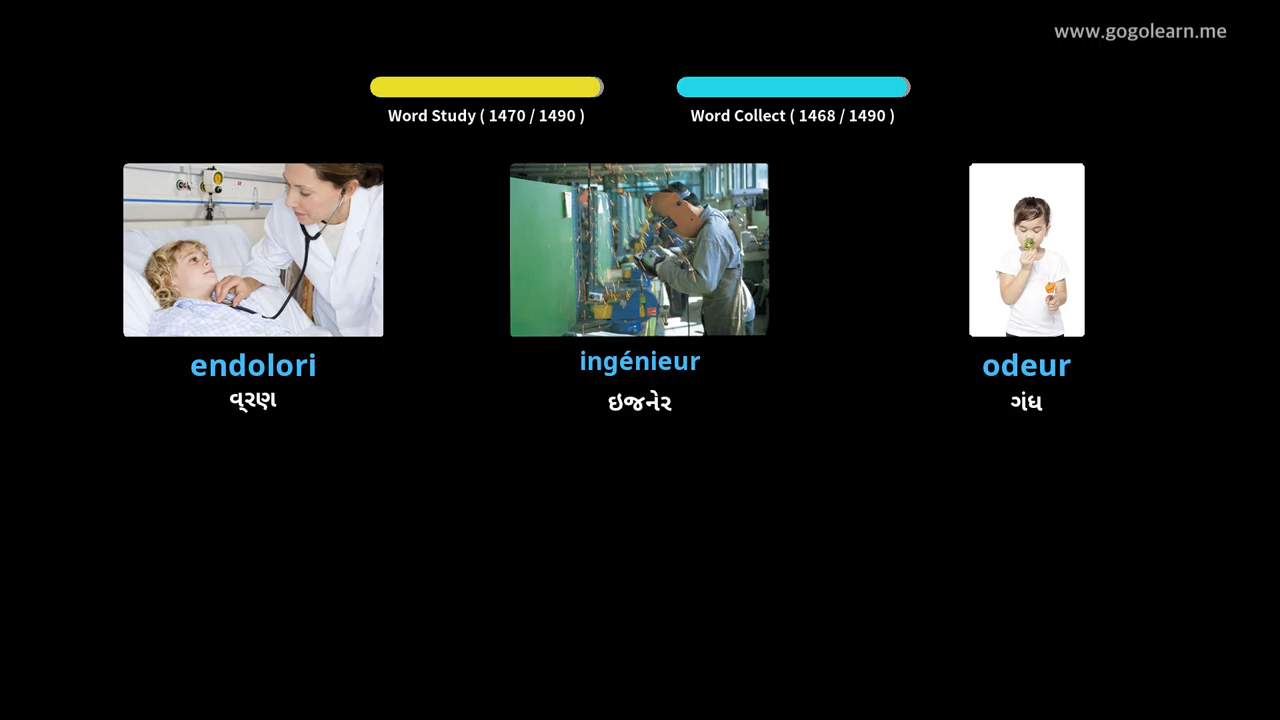 www.gogolearn.me
Word Study ( 1470 / 1490 )
Word Collect ( 1468 / 1490 )
endolori
ingénieur
odeur
વ્રણ
ઇજનેર
ગંધ